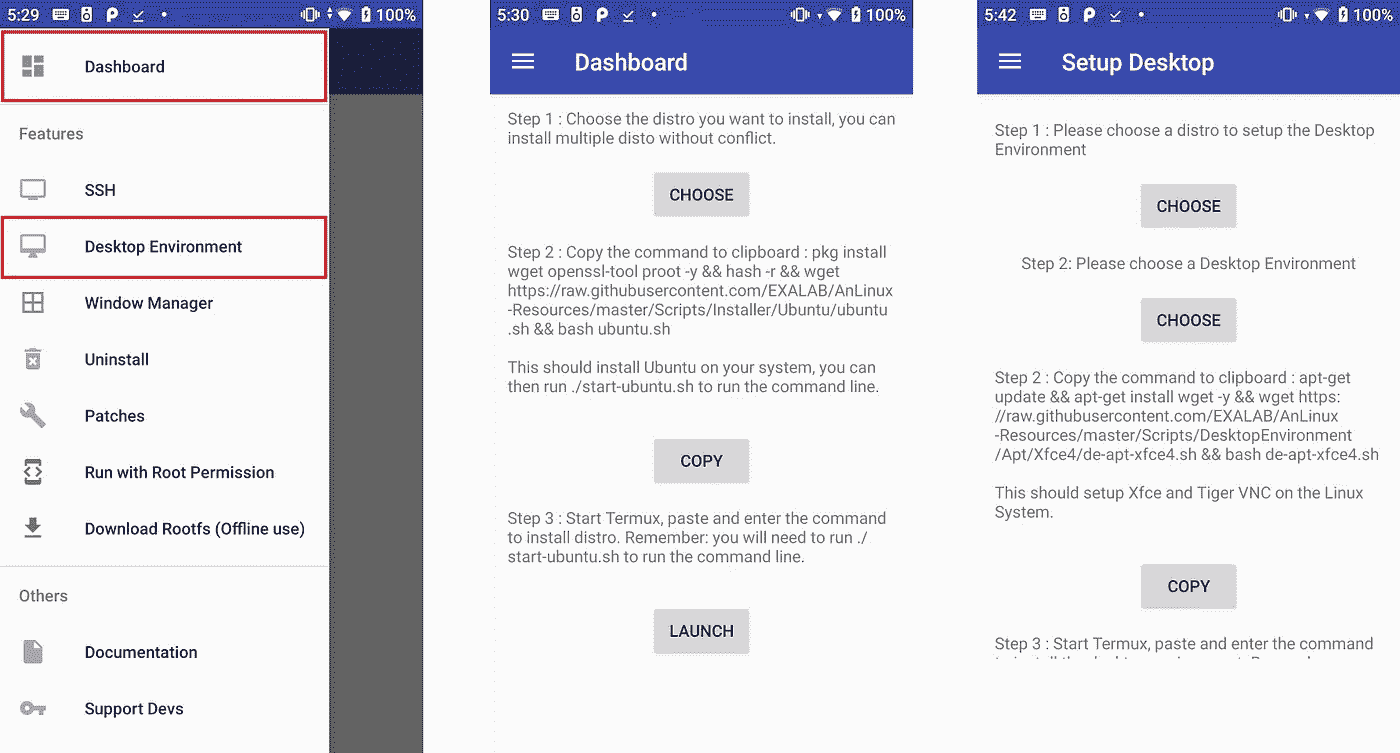 5:29
100%
Dashboard
Features
SSH
Desktop Environment
Window Manager
Uninstall
Patches
Run with Root Permission
Download Rootfs (Offline use)
Others
Documentation
Support Devs
5:30
100%
Dashboard
Step 1 : Choose the distro you want to install, you can
install multiple disto without conflict.
CHOOSE
Step 2 : Copy the command to clipboard : pkg install
wget openssl-tool proot -y && hash -r && wget
https://raw.githubusercontent.com/EXALAB/AnLinux
-Resources/master/Scripts/Installer/Ubuntu/ubuntu
.sh && bash ubuntu.sh
This should install Ubuntu on your system, you can
then run ./start-ubuntu.sh to run the command line.
COPY
Step 3 : Start Termux, paste and enter the command
to install distro. Remember: you will need to run ./
start-ubuntu.sh to run the command line.
LAUNCH
5:42
100%
Setup Desktop
Step 1 : Please choose a distro to setup the Desktop
Environment
CHOOSE
Step 2: Please choose a Desktop Environment
CHOOSE
Step 2 : Copy the command to clipboard : apt-get
update && apt-get install wget -y && wget https:
//raw.githubusercontent.com/EXALAB/AnLinux
-Resources/master/Scripts/DesktopEnvironment
/Apt/Xfce4/de-apt-xfce4.sh && bash de-apt-xfce4.sh
This should setup Xfce and Tiger VNC on the Linux
System.
COPY
Step 3 : Start Termux, paste and enter the command